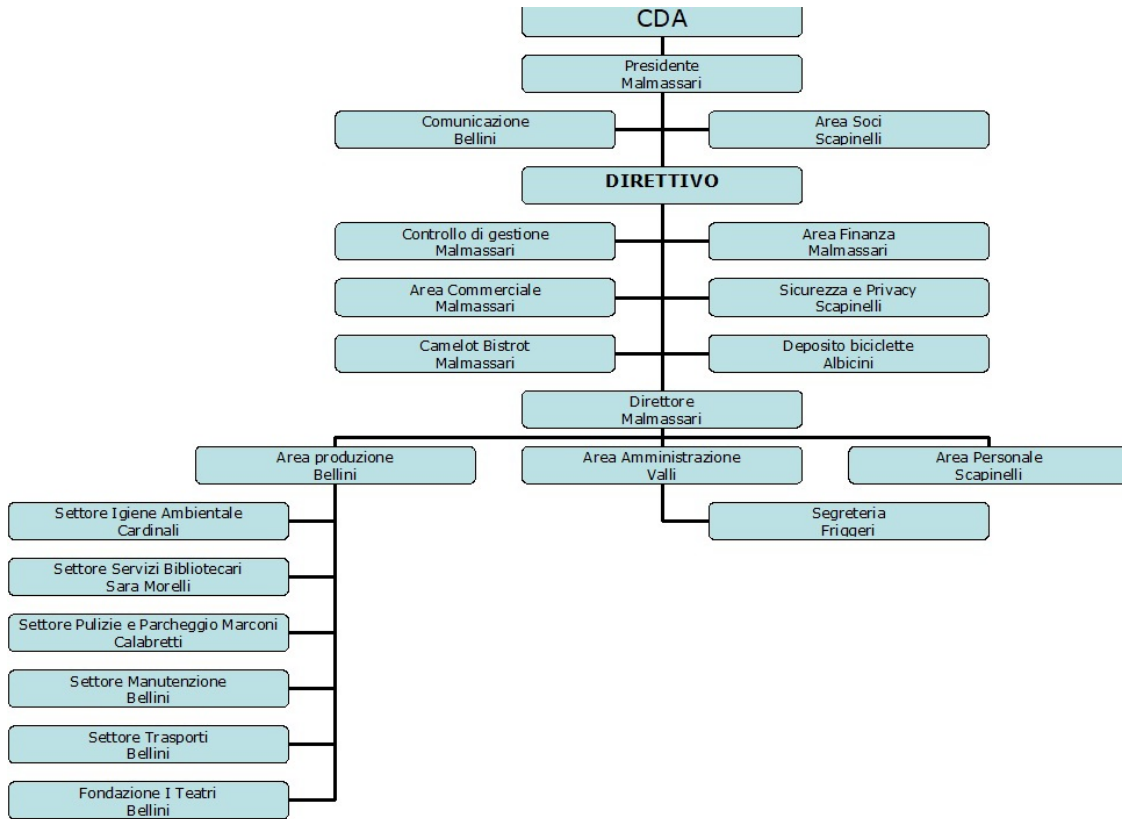 CDA
Presidente
Malmassari
Comunicazione
Bellini
Area Soci
Scapinelli
DIRETTIVO
Controllo di gestione
Malmassari
Area Finanza
Malmassari
Area Commerciale
Malmassari
Sicurezza e Privacy
Scapinelli
Camelot Bistrot
Malmassari
Deposito biciclette
Albicini
Direttore
Malmassari
Area produzione
Bellini
Area Amministrazione
Valli
Area Personale
Scapinelli
Settore Igiene Ambientale
Cardinali
Segreteria
Friggeri
Settore Servizi Bibliotecari
Sara Morelli
Settore Pulizie e Parcheggio Marconi
Calabretti
Settore Manutenzione
Bellini
Settore Trasporti
Bellini
Fondazione I Teatri
Bellini